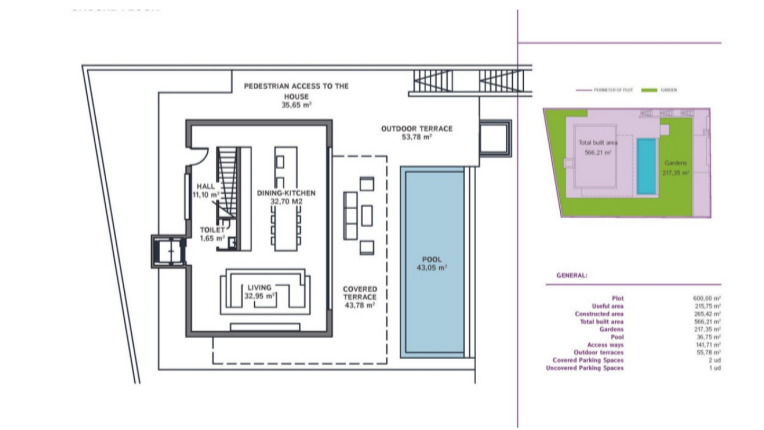 PEDESTRIAN ACCESS TO THE
HOUSE
35,65 m²
OUTDOOR TERRACE
53,78 m²
HALL
11,10 m²
DINING-KITCHEN
32,70 M2
TOILET
1,65 m²
LIVING
32,95 m²
COVERED
TERRACE
43,78 m²
POOL
43,05 m²
PERIMETER OF PLOT
GARDEN
Total built area
566,21 m²
Gardens
217,35 m²
GENERAL:
Plot 600,00 m²
Useful area 215,75 m²
Constructed area 265,42 m²
Total built area 566,21 m²
Gardens 217,35 m²
Pool 36,75 m²
Access ways 141,71 m²
Outdoor terraces 55,78 m²
Covered Parking Spaces 2 ud
Uncovered Parking Spaces 1 ud